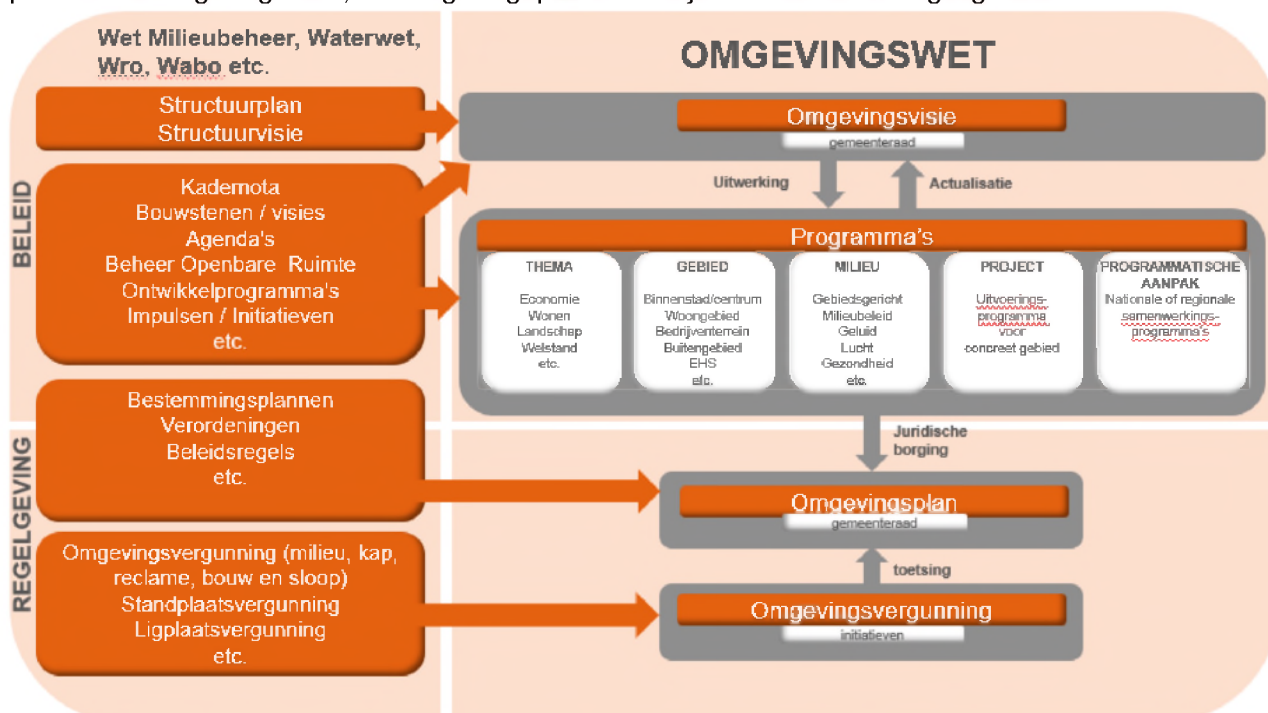 Wet Milieubeheer, Waterwet,
Wro, Wabo etc.
OMGEVINGSWET
BELEID
Structuurplan
Structuurvisie
Kadernota
Bouwstenen / visies
Agenda's
Beheer Openbare Ruimte
Ontwikkelprogramma's
Impulsen / Initiatieven
etc.
Omgevingsvisie
gemeenteraad
Uitwerking
Actualisatie
Programma's
THEMA
Economie
Wonen
Landschap
Welstand
etc.
GEBIED
Binnenstad/centrum
Woongebied
Bedrijventerrein
Buitengebied
EHS
etc.
MILIEU
Gebiedsgericht
Milieubeleid
Geluid
Lucht
Gezondheid
etc.
PROJECT
Uitvoerings-
programma
voor
concreet gebied
PROGRAMMATISCHE
AANPAK
Nationale of regionale
samenwerkings-
programma's
REGELGEVING
Bestemmingsplannen
Verordeningen
Beleidsregels
etc.
Juridische
borging
Omgevingsplan
gemeenteraad
toetsing
Omgevingsvergunning (milieu, kap,
reclame, bouw en sloop)
Standplaatsvergunning
Ligplaatsvergunning
etc.
Omgevingsvergunning
initiatieven